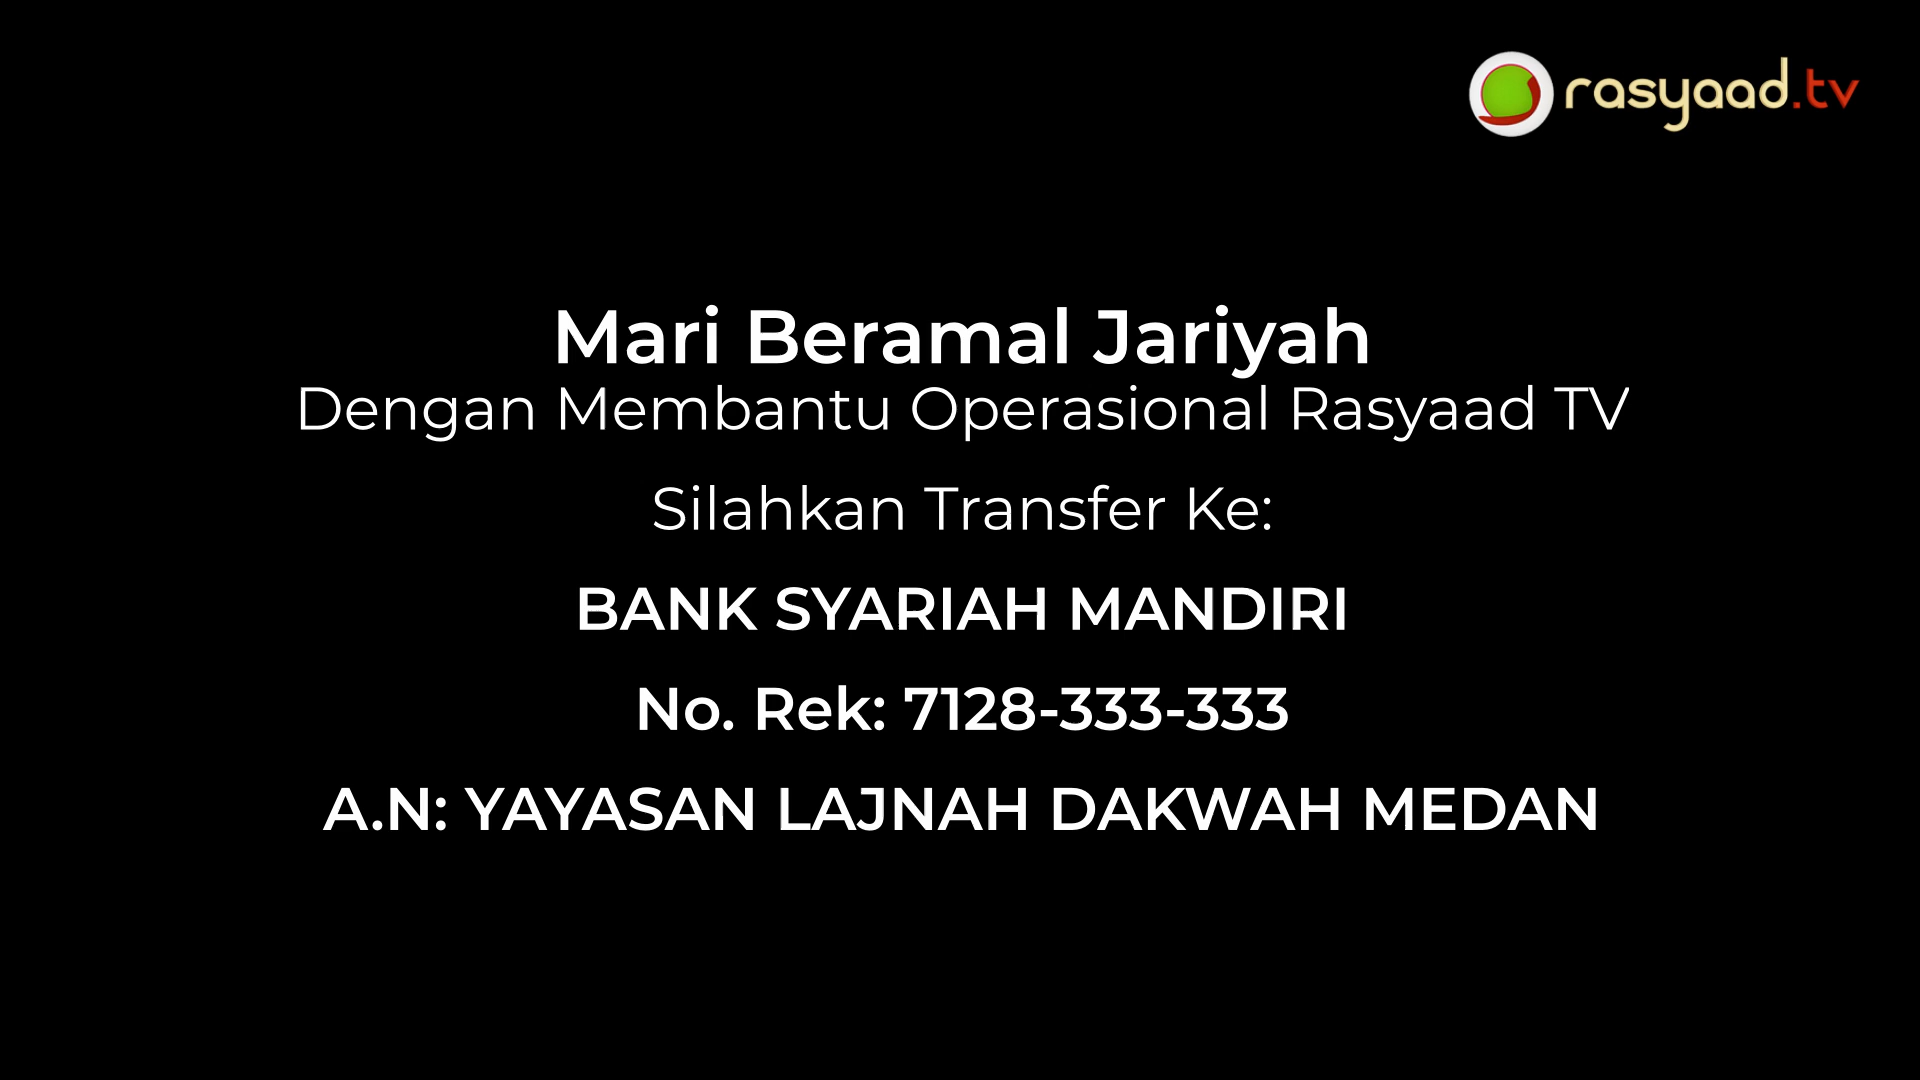 rasyaad.tv
Mari Beramal Jariyah
Dengan Membantu Operasional Rasyaad TV
Silahkan Transfer Ke:
BANK SYARIAH MANDIRI
No. Rek: 7128-333-333
A.N: YAYASAN LAJNAH DAKWAH MEDAN